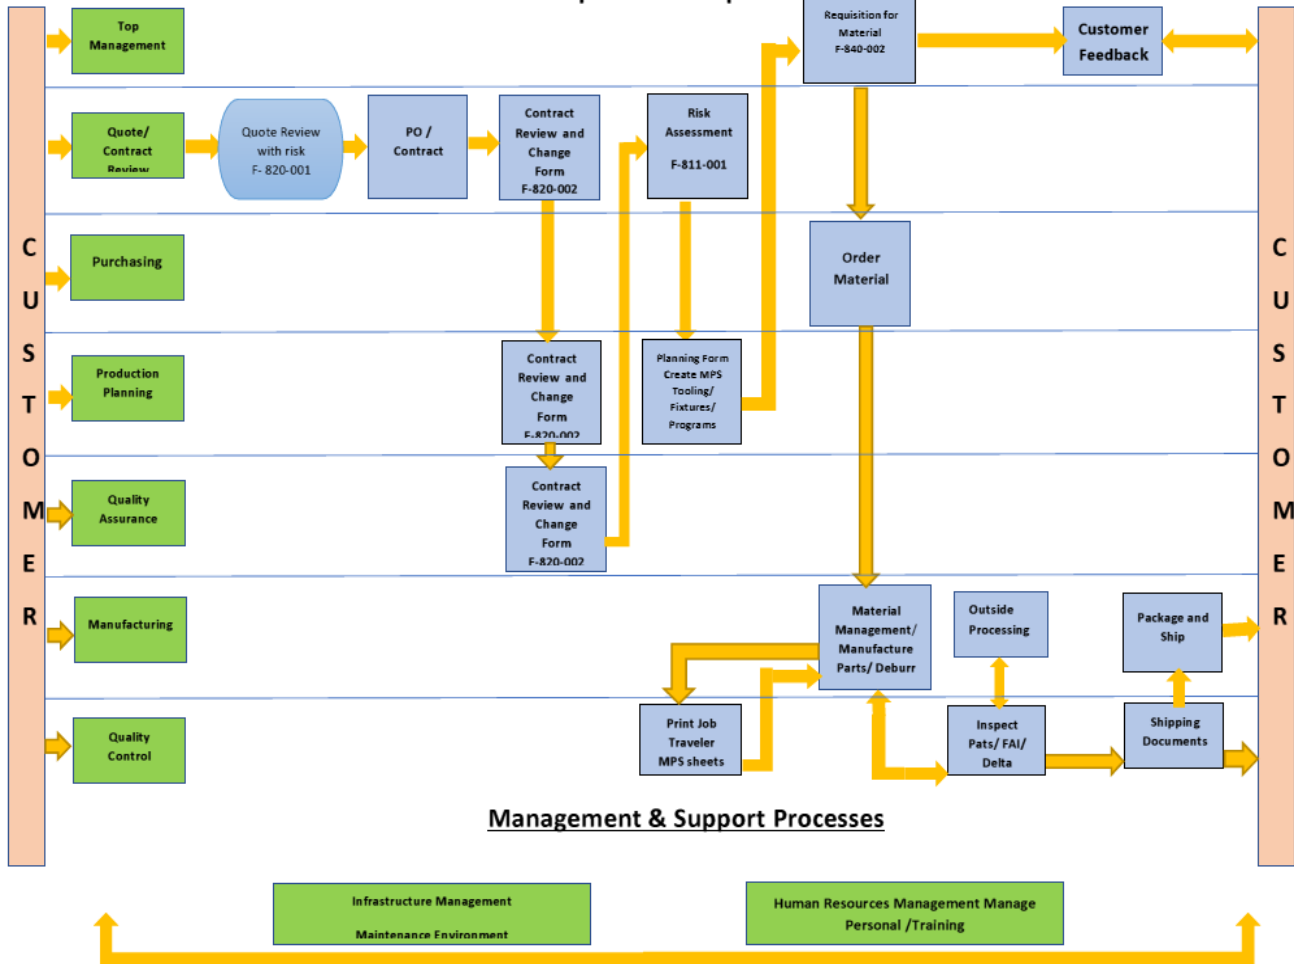 Requisition for
Material
F-840-002
Customer
Feedback
Top
Management
Quote/
Contract
Review
Quote Review
with risk
F- 820-001
PO /
Contract
Contract
Review and
Change
Form
F-820-002
Risk
Assessment
F-811-001
Purchasing
Order
Material
Production
Planning
Contract
Review and
Change
Form
F-820-002
Planning Form
Create MPS
Tooling/
Fixtures/
Programs
Quality
Assurance
Contract
Review and
Change
Form
F-820-002
Manufacturing
Material
Management/
Manufacture
Parts/ Deburr
Outside
Processing
Package and
Ship
Quality
Control
Print Job
Traveler
MPS sheets
Inspect
Pats/ FAI/
Delta
Shipping
Documents
C
U
S
T
O
M
E
R
C
U
S
T
O
M
E
R
Management & Support Processes
Infrastructure Management
Maintenance Environment
Human Resources Management Manage
Personal /Training